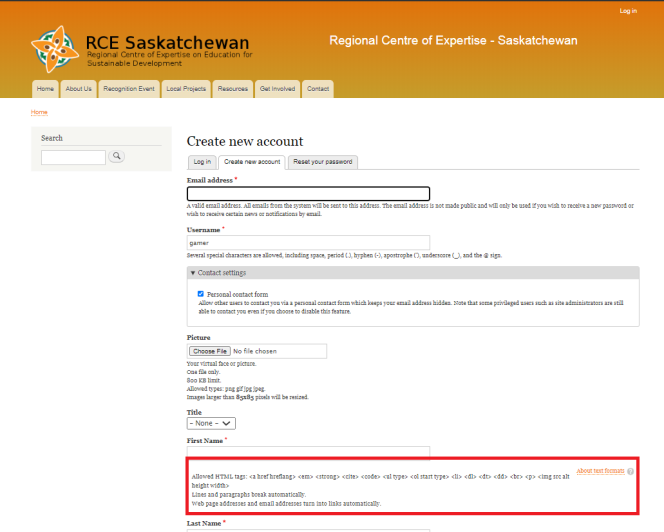 Log in
RCE Saskatchewan
Regional Centre of Expertise on Education for
Sustainable Development
Regional Centre of Expertise - Saskatchewan
Home
About Us
Recognition Event
Local Projects
Resources
Get Involved
Contact
Home
Search
Create new account
Log in
Create new account
Reset your password
Email address *
A valid email address. All emails from the system will be sent to this address. The email address is not made public and will only be used if you wish to receive a new password or
wish to receive certain news or notifications by email.
Username *
gamer
Several special characters are allowed, including space, period (.), hyphen (-), apostrophe ('), underscore (_), and the @ sign.
▼ Contact settings
Personal contact form
Allow other users to contact you via a personal contact form which keeps your email address hidden. Note that some privileged users such as site administrators are still
able to contact you even if you choose to disable this feature.
Picture
Choose File No file chosen
Your virtual face or picture.
One file only.
800 KB limit.
Allowed types: png gif jpg jpeg.
Images larger than 85x85 pixels will be resized.
Title
- None -
First Name *
About text formats ?
Allowed HTML tags: <a href hreflang> <em> <strong> <cite> <code> <ul type> <ol start type> <li> <dl> <dt> <dd> <br> <p> <img src alt
height width>
Lines and paragraphs break automatically.
Web page addresses and email addresses turn into links automatically.
Last Name *